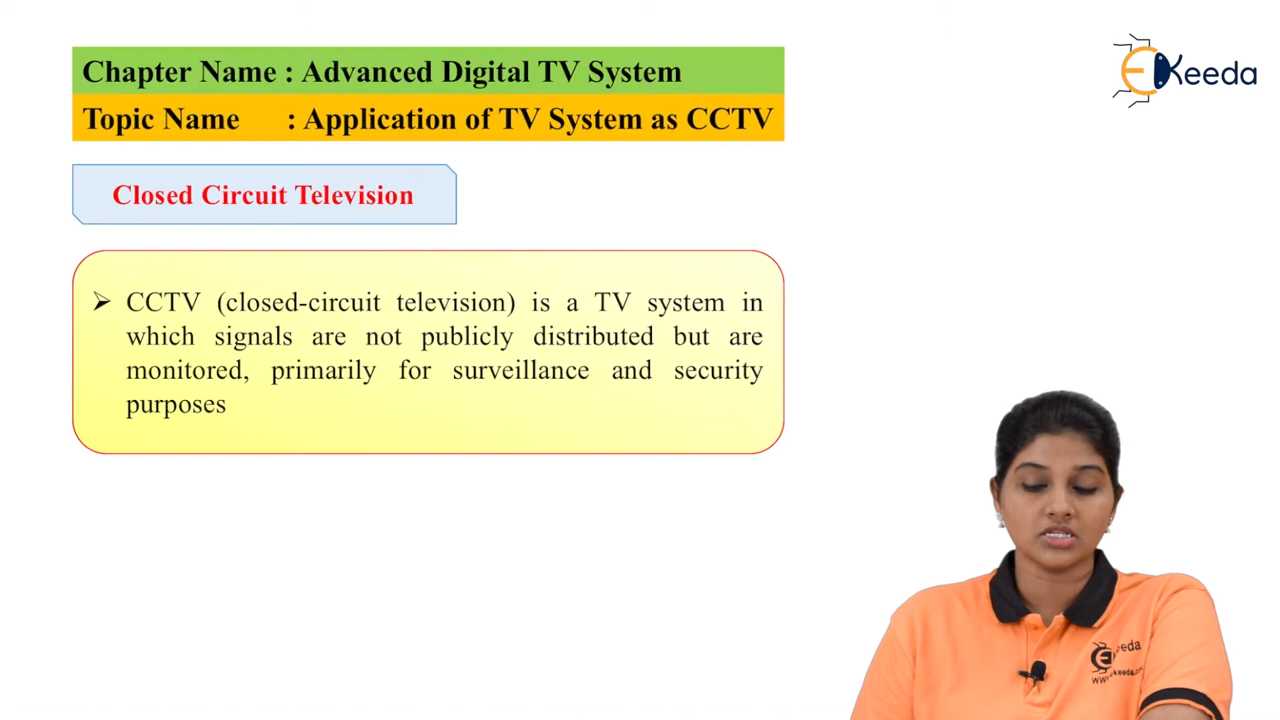 Chapter Name : Advanced Digital TV System
Topic Name : Application of TV System as CCTV
Keeda
Closed Circuit Television
➢ CCTV (closed-circuit television) is a TV system in
which signals are not publicly distributed but are
monitored, primarily for surveillance and security
purposes